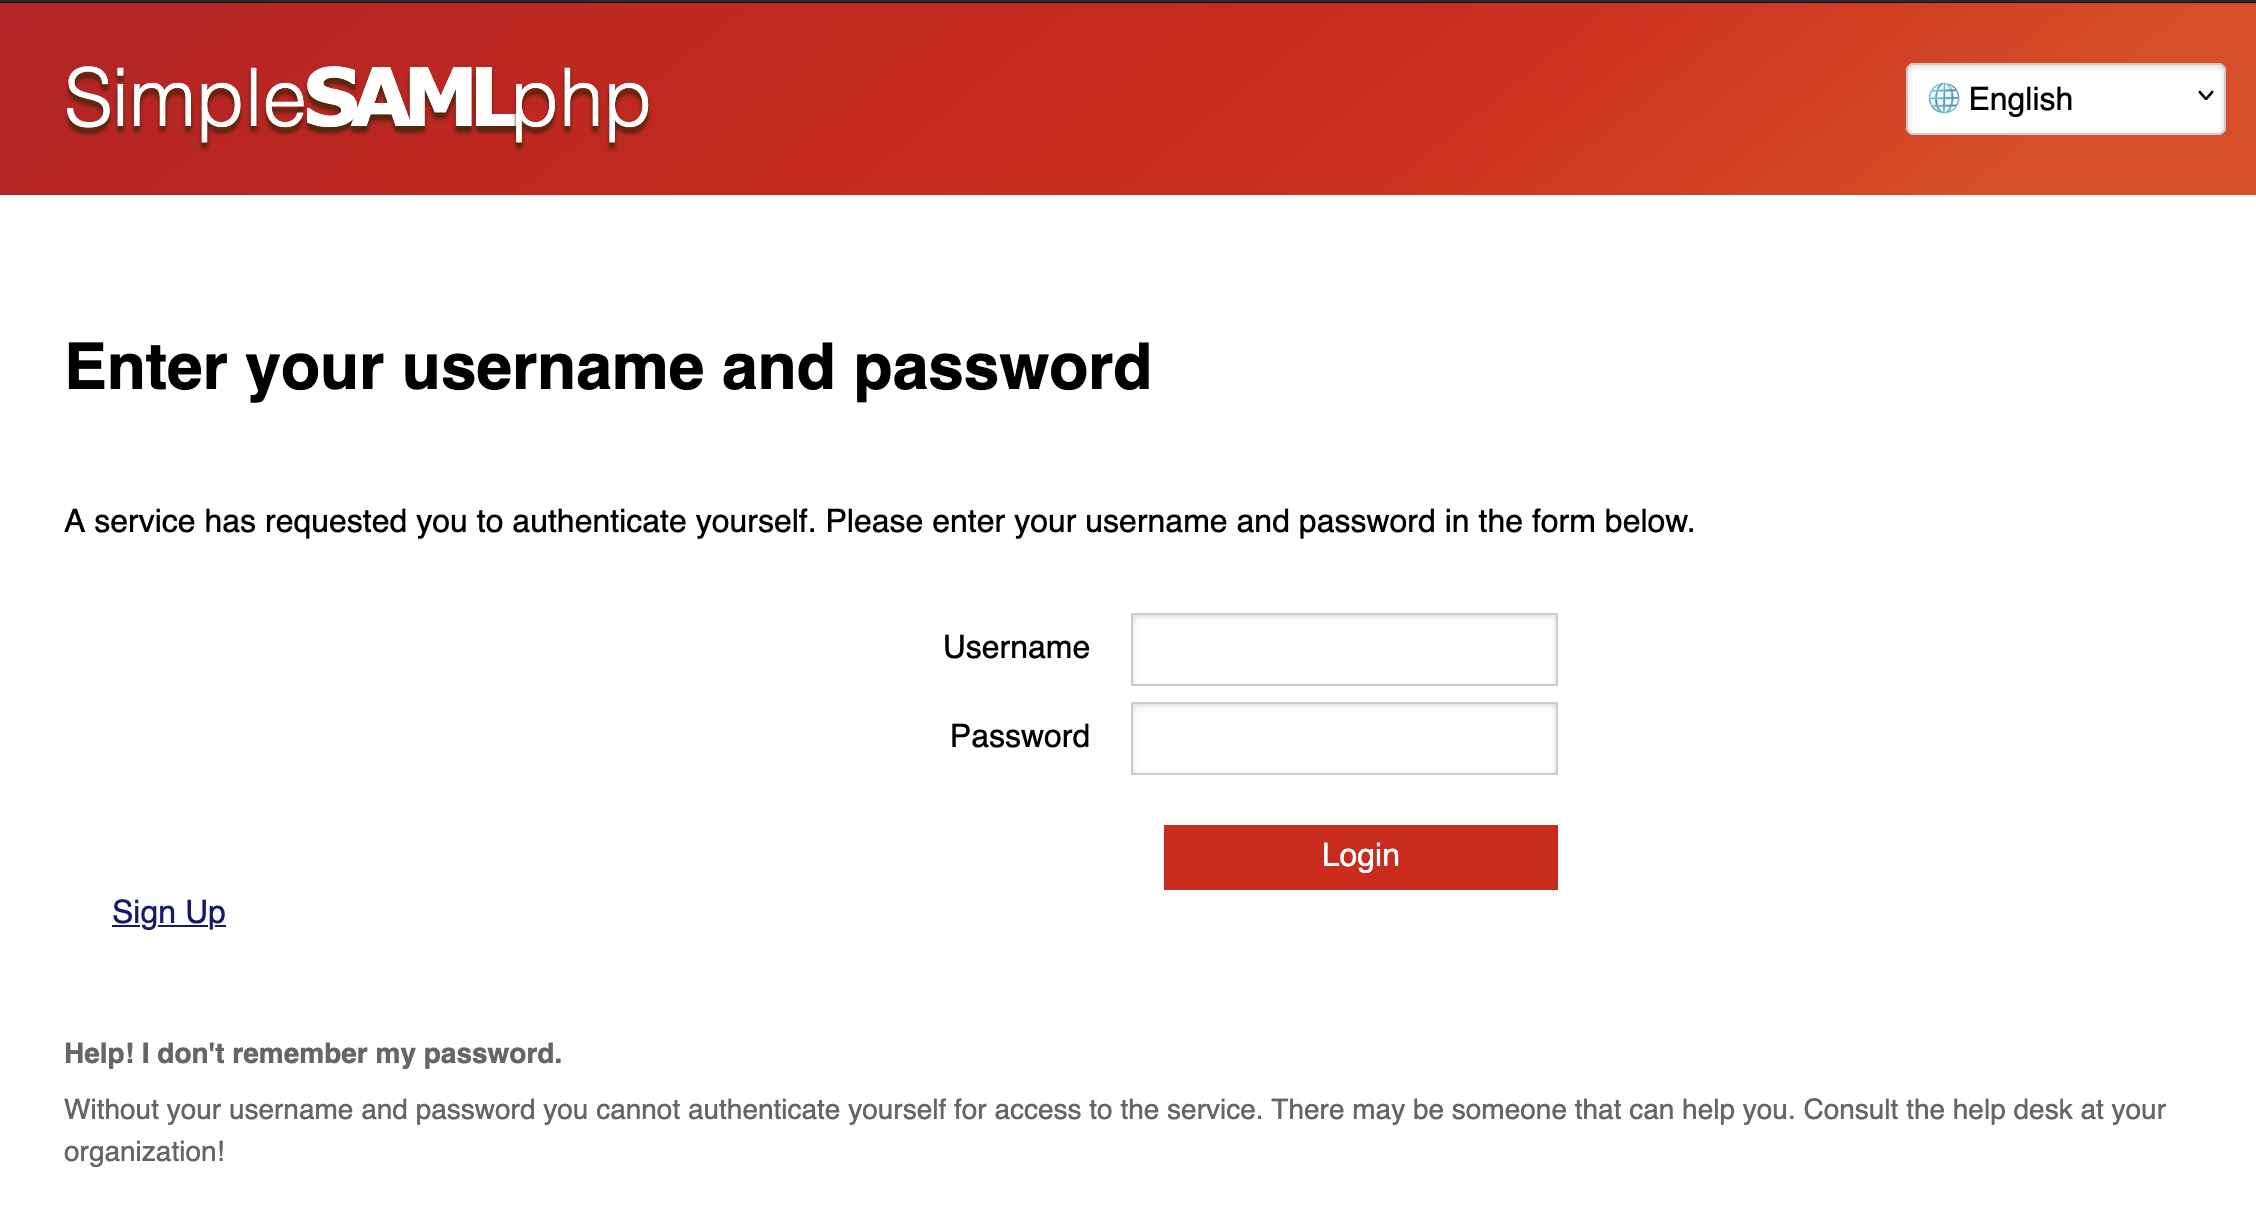 SimpleSAMLphp
English
Enter your username and password
A service has requested you to authenticate yourself. Please enter your username and password in the form below.
Username
Password
Login
Sign Up
Help! I don't remember my password.
Without your username and password you cannot authenticate yourself for access to the service. There may be someone that can help you. Consult the help desk at your
organization!